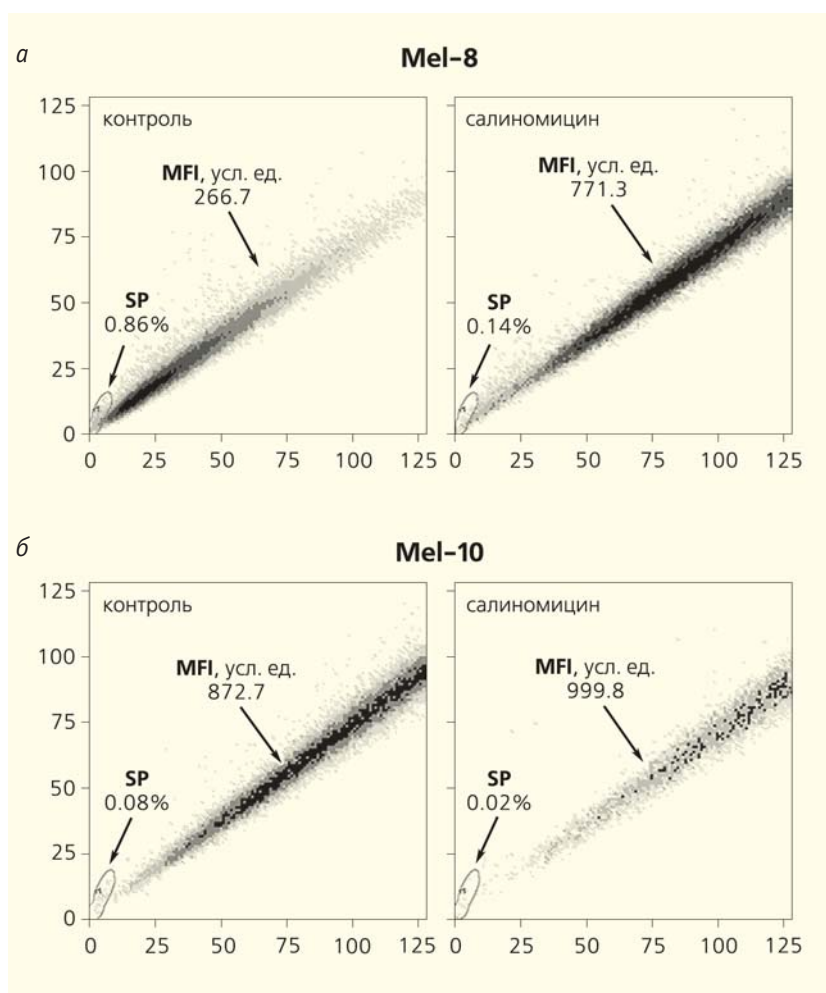 а
Mel–8
контроль
MFI, усл. ед.
266.7
SP
0.86%
125
100
75
50
25
0
0 25 50 75 100 125
салиномицин
MFI, усл. ед.
771.3
SP
0.14%
0 25 50 75 100 125
б
Mel–10
контроль
MFI, усл. ед.
872.7
SP
0.08%
125
100
75
50
25
0
0 25 50 75 100 125
салиномицин
MFI, усл. ед.
999.8
SP
0.02%
0 25 50 75 100 125